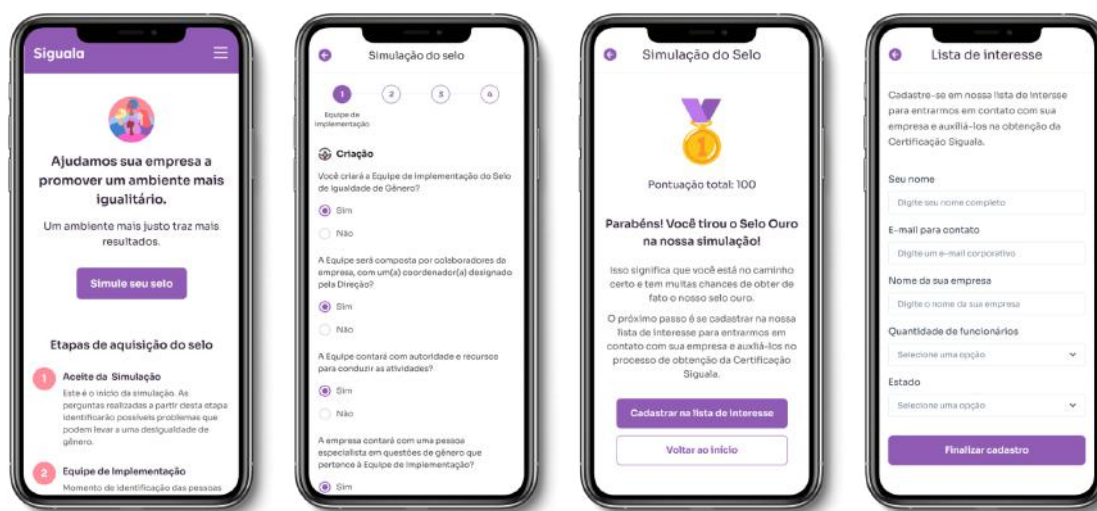 Siguala
Ajudamos sua empresa a
promover um ambiente mais
igualitário.
Um ambiente mais justo traz mais
resultados.
Simule seu selo
Etapas de aquisição do selo
1
Aceite da Simulação
Este é o início da simulação. As
perguntas realizadas a partir desta etapa
identificarão possíveis problemas que
podem levar a uma desigualdade de
gênero.
2
Equipe de Implementação
Momento de identificação das pessoas
Simulação do selo
1 2 3 4
Equipe de
implementação
Criação
Você criará a Equipe de Implementação do Selo
de Igualdade de Gênero?
Sim
Não
A Equipe será composta por colaboradores da
empresa, com um(a) coordenador(a) designado
pela Direção?
Sim
Não
A Equipe contará com autoridade e recursos
para conduzir as atividades?
Sim
Não
A empresa contará com uma pessoa
especialista em questões de gênero que
pertence à Equipe de Implementação?
Sim
Simulação do Selo
1
Pontuação total: 100
Parabéns! Você tirou o Selo Ouro
na nossa simulação!
Isso significa que você está no caminho
certo e tem muitas chances de obter de
fato o nosso selo ouro.
O próximo passo é se cadastrar na nossa
lista de interesse para entrarmos em
contato com sua empresa e auxiliá-los no
processo de obtenção da Certificação
Siguala.
Cadastrar na lista de interesse
Voltar ao início
Lista de interesse
Cadastre-se em nossa lista de intersse
para entrarmos em contato com sua
empresa e auxiliá-los na obtenção da
Certificação Siguala.
Seu nome
Digite seu nome completo
E-mail para contato
Digite um e-mail corporativo
Nome da sua empresa
Digite o nome da sua empresa
Quantidade de funcionários
Selecione uma opção
Estado
Selecione uma opção
Finalizar cadastro